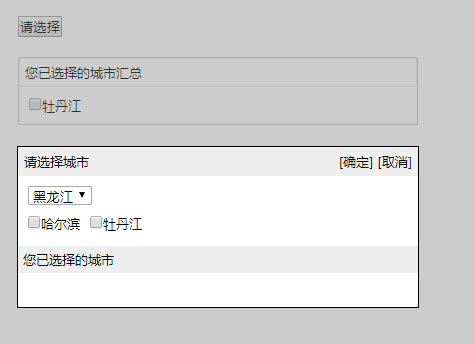 请选择
您已选择的城市汇总
牡丹江
请选择城市 [确定] [取消]
黑龙江
哈尔滨 牡丹江
您已选择的城市